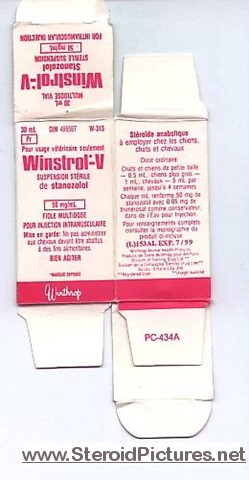 30 mL
MULTIDOSE VIAL
Winstrol-V
STERILE SUSPENSION
Stanozolol
50 mg/mL
FOR INTRAMUSCULAR INJECTION
30 mL DIN 499587 W-313
Pr
Pour usage vétérinaire seulement
Winstrol-V
SUSPENSION STÉRILE
de stanozolol
50 mg/mL
FIOLE MULTIDOSE
POUR INJECTION INTRAMUSCULAIRE
Mise en garde: Ne pas administrer
aux chevaux devant être abattus
à des fins alimentaires.
BIEN AGITER
*MARQUE DÉPOSÉE
Winthrop
Stéroïde anabolique
à employer chez les chiens,
chats et chevaux
Dose ordinaire:
Chats et chiens de petite taille
— 0.5 mL, chiens plus gros —
1 mL, chevaux — 5 mL par
semaine, jusqu'à 4 semaines
Chaque mL renferme 50 mg de
stanozolol avec 0.05 mg de
thimérosal comme conservateur,
dans de l'Eau pour Injection.
Pour renseignements complets
consulter la monographie du
produit ci-incluse.
EXP. 7/99
PC-434A
www.SteroidPictures.net